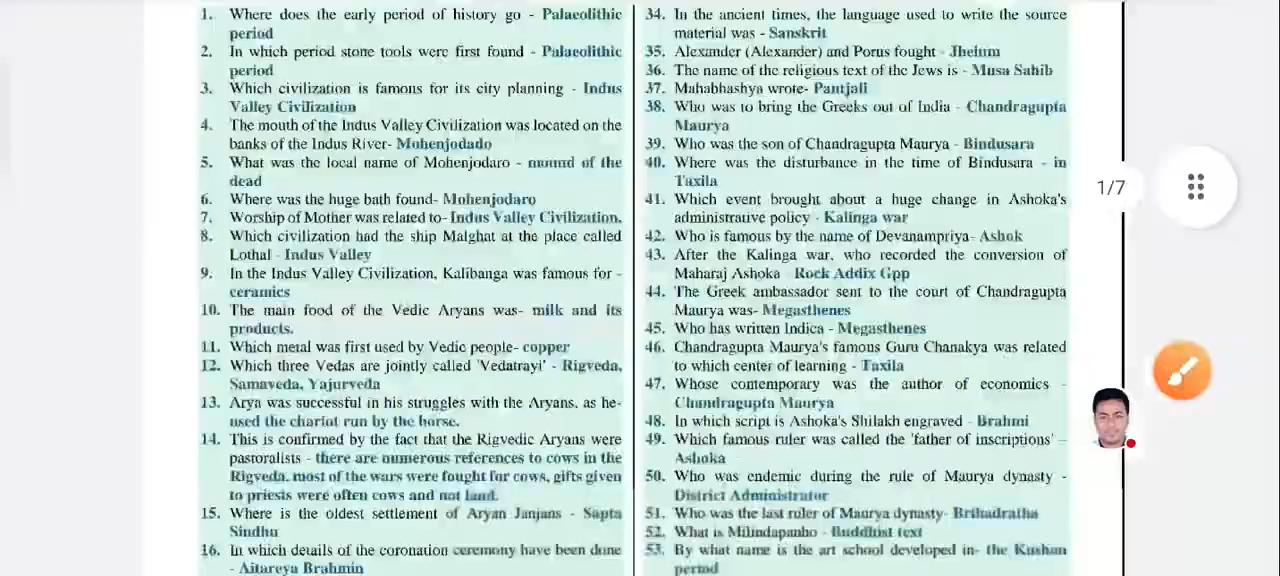 1. Where does the early period of history go - Palaeolithic
period
2. In which period stone tools were first found - Palaeolithic
period
3. Which civilization is famous for its city planning - Indus
Valley Civilization
4. The mouth of the Indus Valley Civilization was located on the
banks of the Indus River- Mohenjodado
5. What was the local name of Mohenjodaro - mound of the
dead
6. Where was the huge bath found- Mohenjodaro
7. Worship of Mother was related to- Indus Valley Civilization.
8. Which civilization had the ship Malghat at the place called
Lothal - Indus Valley
9. In the Indus Valley Civilization, Kalibanga was famous for -
ceramics
10. The main food of the Vedic Aryans was- milk and its
products.
11. Which metal was first used by Vedic people- copper
12. Which three Vedas are jointly called 'Vedatrayi' - Rigveda,
Samaveda, Yajurveda
13. Arya was successful in his struggles with the Aryans, as he-
used the chariot run by the horse.
14. This is confirmed by the fact that the Rigvedic Aryans were
pastoralists - there are numerous references to cows in the
Rigveda, most of the wars were fought for cows, gifts given
to priests were often cows and not land.
15. Where is the oldest settlement of Aryan Janjans - Sapta
Sindhu
16. In which details of the coronation ceremony have been done
- Aitareya Brahmin
34. In the ancient times, the language used to write the source
material was - Sanskrit
35. Alexander (Alexander) and Porus fought - Jhelum
36. The name of the religious text of the Jews is - Musa Sahib
37. Mahabhashya wrote- Pantjali
38. Who was to bring the Greeks out of India - Chandragupta
Maurya
39. Who was the son of Chandragupta Maurya - Bindusara
40. Where was the disturbance in the time of Bindusara - in
Taxila
41. Which event brought about a huge change in Ashoka's
administrative policy - Kalinga war
42. Who is famous by the name of Devanampriya- Ashok
43. After the Kalinga war, who recorded the conversion of
Maharaj Ashoka - Rock Addix Gpp
44. The Greek ambassador sent to the court of Chandragupta
Maurya was- Megasthenes
45. Who has written Indica - Megasthenes
46. Chandragupta Maurya's famous Guru Chanakya was related
to which center of learning - Taxila
47. Whose contemporary was the author of economics -
Chandragupta Maurya
48. In which script is Ashoka's Shilakh engraved - Brahmi
49. Which famous ruler was called the 'father of inscriptions' –
Ashoka
50. Who was endemic during the rule of Maurya dynasty -
District Administrator
51. Who was the last ruler of Maurya dynasty- Brihadratha
52. What is Milindapanho - Buddhist text
53. By what name is the art school developed in- the Kushan
period
1/7